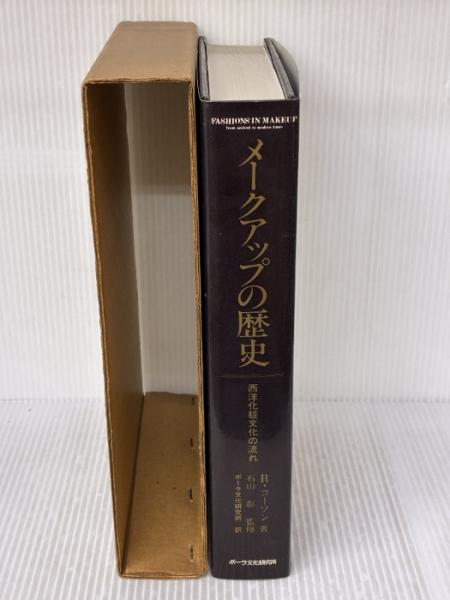 FASHIONS IN MAKEUP
from ancient to modern times
メークアップの歴史
西洋化粧文化の流れ
R・コーソン 著
石山 彰 監修
ポーラ文化研究所 訳
ポーラ文化研究所